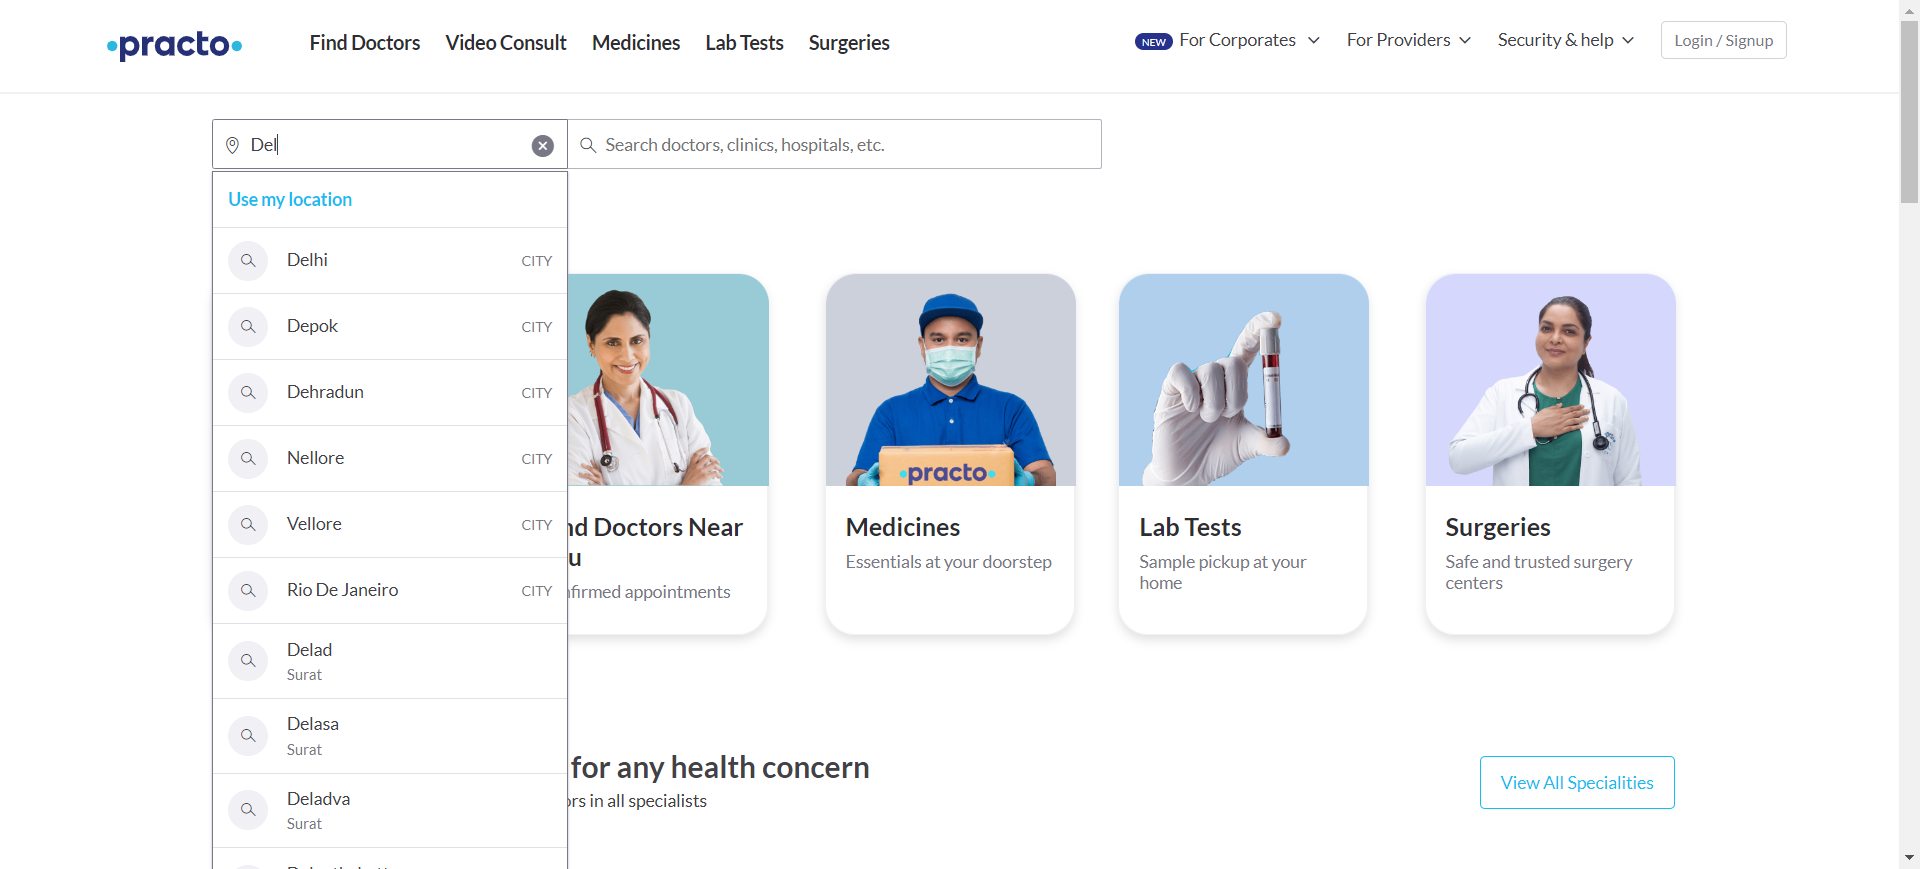 practo
Find Doctors
Video Consult
Medicines
Lab Tests
Surgeries
NEW For Corporates
For Providers
Security & help
Login / Signup
Del
Search doctors, clinics, hospitals, etc.
Use my location
Delhi CITY
Depok CITY
Dehradun CITY
Nellore CITY
Vellore CITY
Rio De Janeiro CITY
Delad
Surat
Delasa
Surat
Deladva
Surat
Doctors Near
appointments
practo
Medicines
Essentials at your doorstep
Lab Tests
Sample pickup at your
home
Surgeries
Safe and trusted surgery
centers
for any health concern
in all specialists
View All Specialities